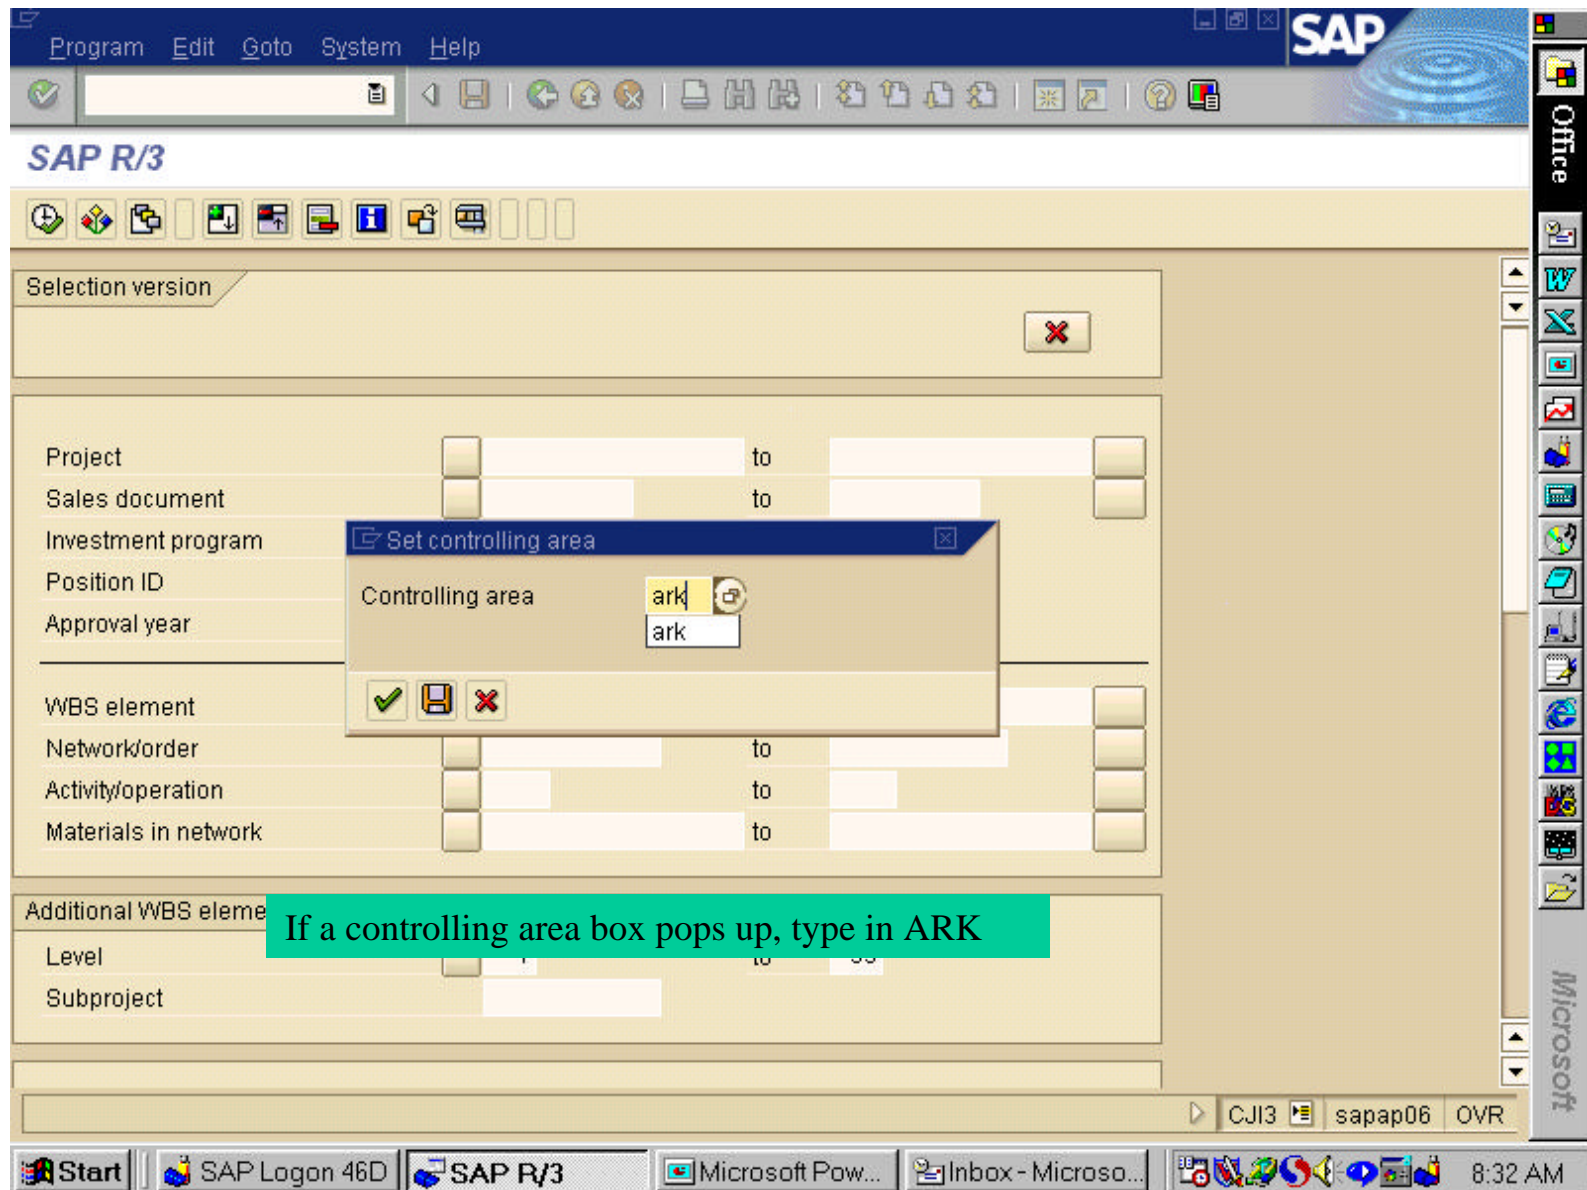 Program Edit Goto System Help
SAP
SAP R/3
Office
Selection version
Project to
Sales document to
Investment program
Position ID
Approval year
Set controlling area
Controlling area ark
ark
WBS element
Network/order to
Activity/operation to
Materials in network to
Additional WBS eleme
If a controlling area box pops up, type in ARK
Level to
Subproject
Microsoft
CJI3 sapap06 OVR
Start SAP Logon 46D SAP R/3 Microsoft Pow... Inbox - Microso... 8:32 AM